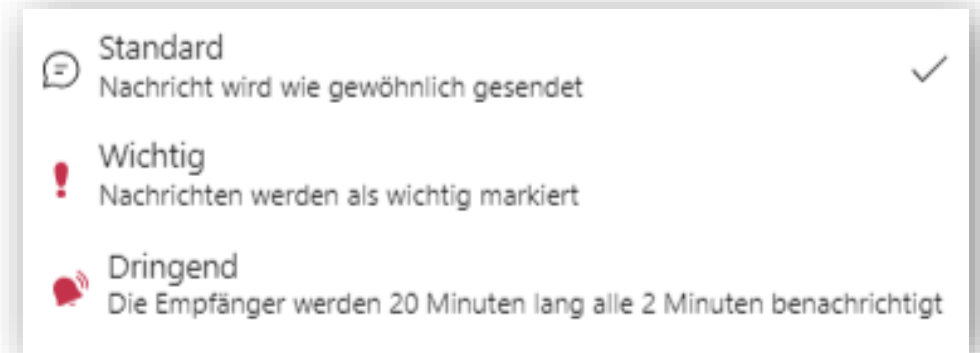 Standard
Nachricht wird wie gewöhnlich gesendet
Wichtig
Nachrichten werden als wichtig markiert
Dringend
Die Empfänger werden 20 Minuten lang alle 2 Minuten benachrichtigt